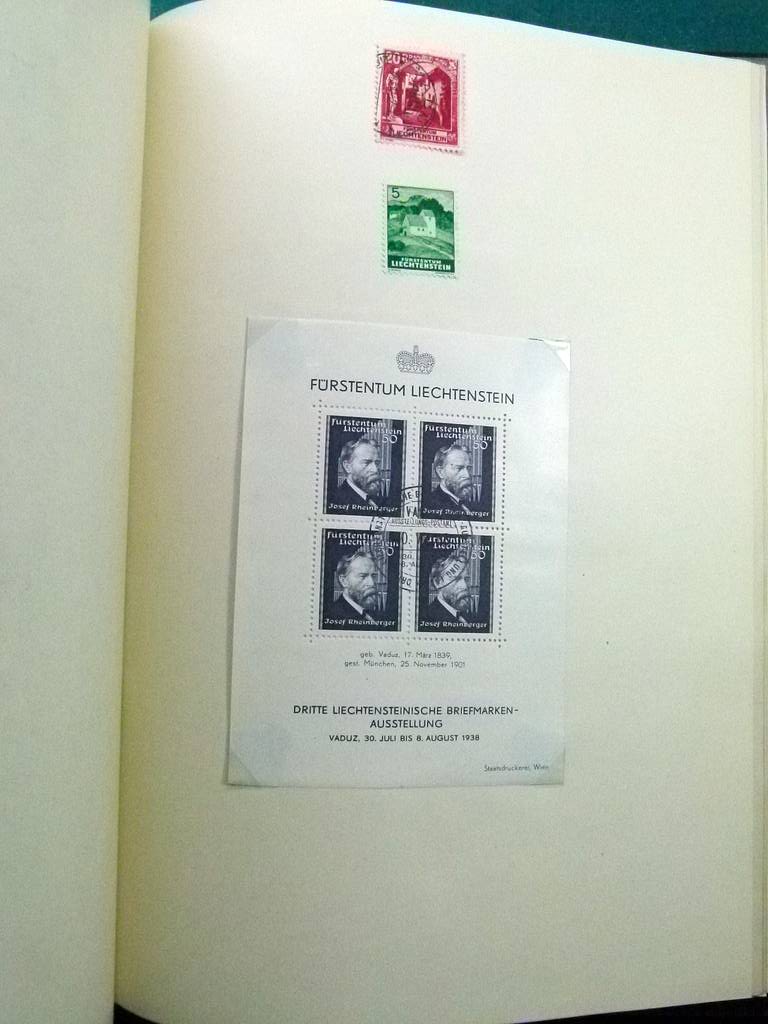 20
FÜRSTENTUM
LIECHTENSTEIN
5
FÜRSTENTUM
LIECHTENSTEIN
FÜRSTENTUM LIECHTENSTEIN
Fürstentum
Liechtenstein
50
Josef Rheinberger
Fürstentum
Liechtenstein
50
Josef Rheinberger
Fürstentum
Liechtenstein
50
Josef Rheinberger
Fürstentum
Liechtenstein
50
Josef Rheinberger
geb. Vaduz, 17. März 1839,
gest. München, 25. November 1901
DRITTE LIECHTENSTEINISCHE BRIEFMARKEN-
AUSSTELLUNG
VADUZ, 30. JULI BIS 8. AUGUST 1938
Staatsdruckerei, Wien